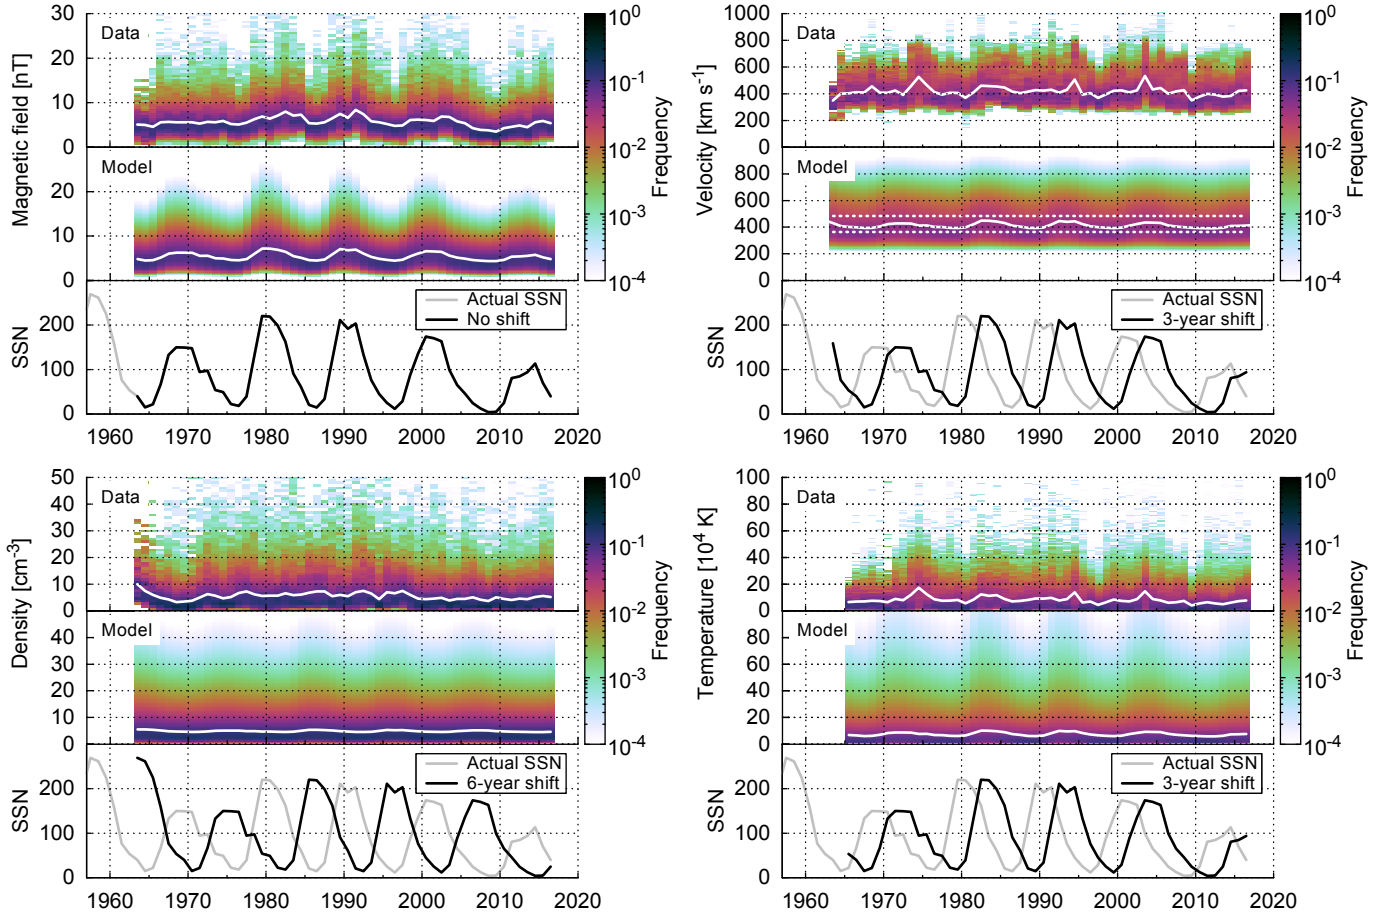 Magnetic field [nT]
30
20
10
0
Data
20
10
0
Model
SSN
200
100
0
Actual SSN
No shift
1960 1970 1980 1990 2000 2010 2020
10^0
10^-1
10^-2
10^-3
10^-4
Frequency
Velocity [km s^-1]
1000
800
600
400
200
0
Data
800
600
400
200
0
Model
SSN
200
100
0
Actual SSN
3-year shift
1960 1970 1980 1990 2000 2010 2020
10^0
10^-1
10^-2
10^-3
10^-4
Frequency
Density [cm^-3]
50
40
30
20
10
0
Data
40
30
20
10
0
Model
SSN
200
100
0
Actual SSN
6-year shift
1960 1970 1980 1990 2000 2010 2020
10^0
10^-1
10^-2
10^-3
10^-4
Frequency
Temperature [10^4 K]
100
80
60
40
20
0
Data
80
60
40
20
0
Model
SSN
200
100
0
Actual SSN
3-year shift
1960 1970 1980 1990 2000 2010 2020
10^0
10^-1
10^-2
10^-3
10^-4
Frequency